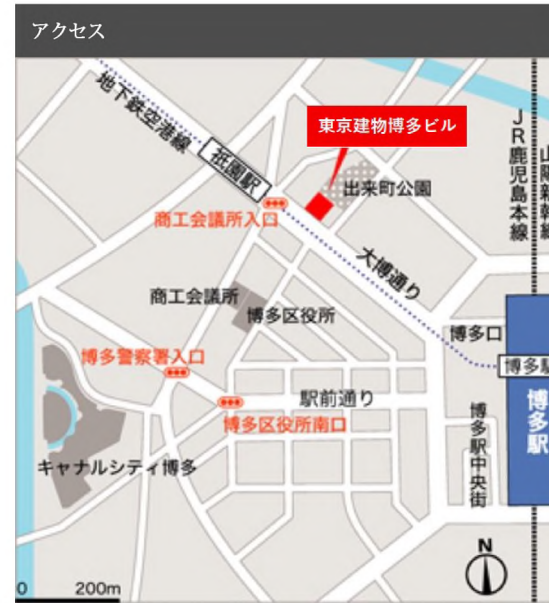 アクセス
地下鉄空港線
祇園駅
東京建物博多ビル
JR鹿児島本線
山陽新幹線
出来町公園
商工会議所入口
大博通り
商工会議所
博多区役所
博多口
博多警察署入口
博多駅
博多駅
駅前通り
博多区役所南口
博多駅中央街
キャナルシティ博多
N
0 200m